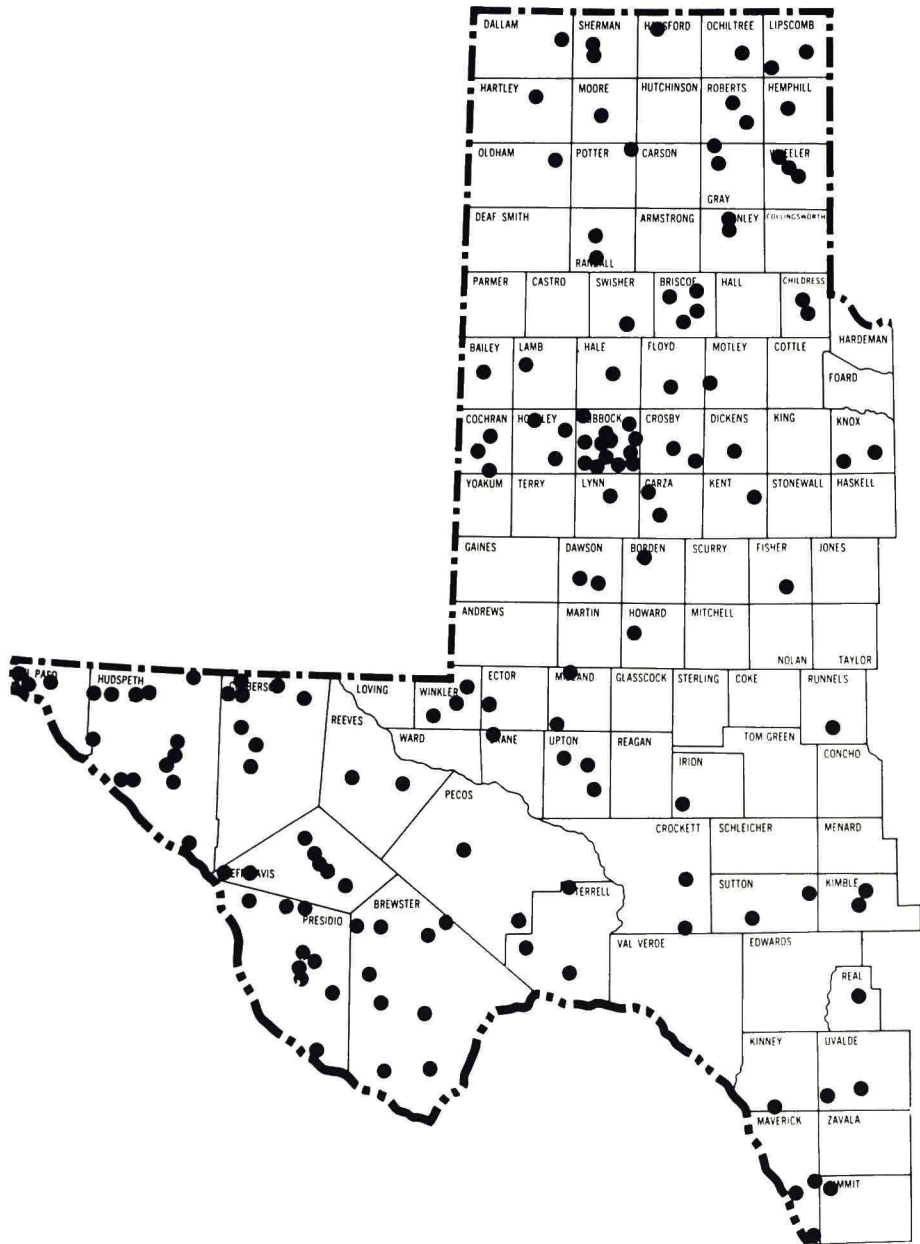 DALLAM SHERMAN OCHILTREE LIPSCOMB
HARTLEY MOORE HUTCHINSON ROBERTS HEMPHILL
OLDHAM POTTER CARSON
GRAY
DEAF SMITH ARMSTRONG COLLINGSWORTH
RANDALL
PARMER CASTRO SWISHER BRISCOE HALL CHILDRESS
HARDEMAN
BAILEY LAMB HALE FLOYD MOTLEY COTTLE
FOARD
COCHRAN CROSBY DICKENS KING KNOX
YOAKUM TERRY LYNN GARZA KENT STONEWALL HASKELL
GAINES DAWSON BORDEN SCURRY FISHER JONES
ANDREWS MARTIN HOWARD MITCHELL
NOLAN TAYLOR
HUDSPETH LOVING WINKLER ECTOR GLASSCOCK STERLING COKE RUNNELS
REEVES WARD UPTON REAGAN TOM GREEN CONCHO
IRION
PECOS
CROCKETT SCHLEICHER MENARD
SUTTON KIMBLE
BREWSTER
PRESIDIO
VAL VERDE EDWARDS
REAL
KINNEY UVALDE
MAVERICK ZAVALA